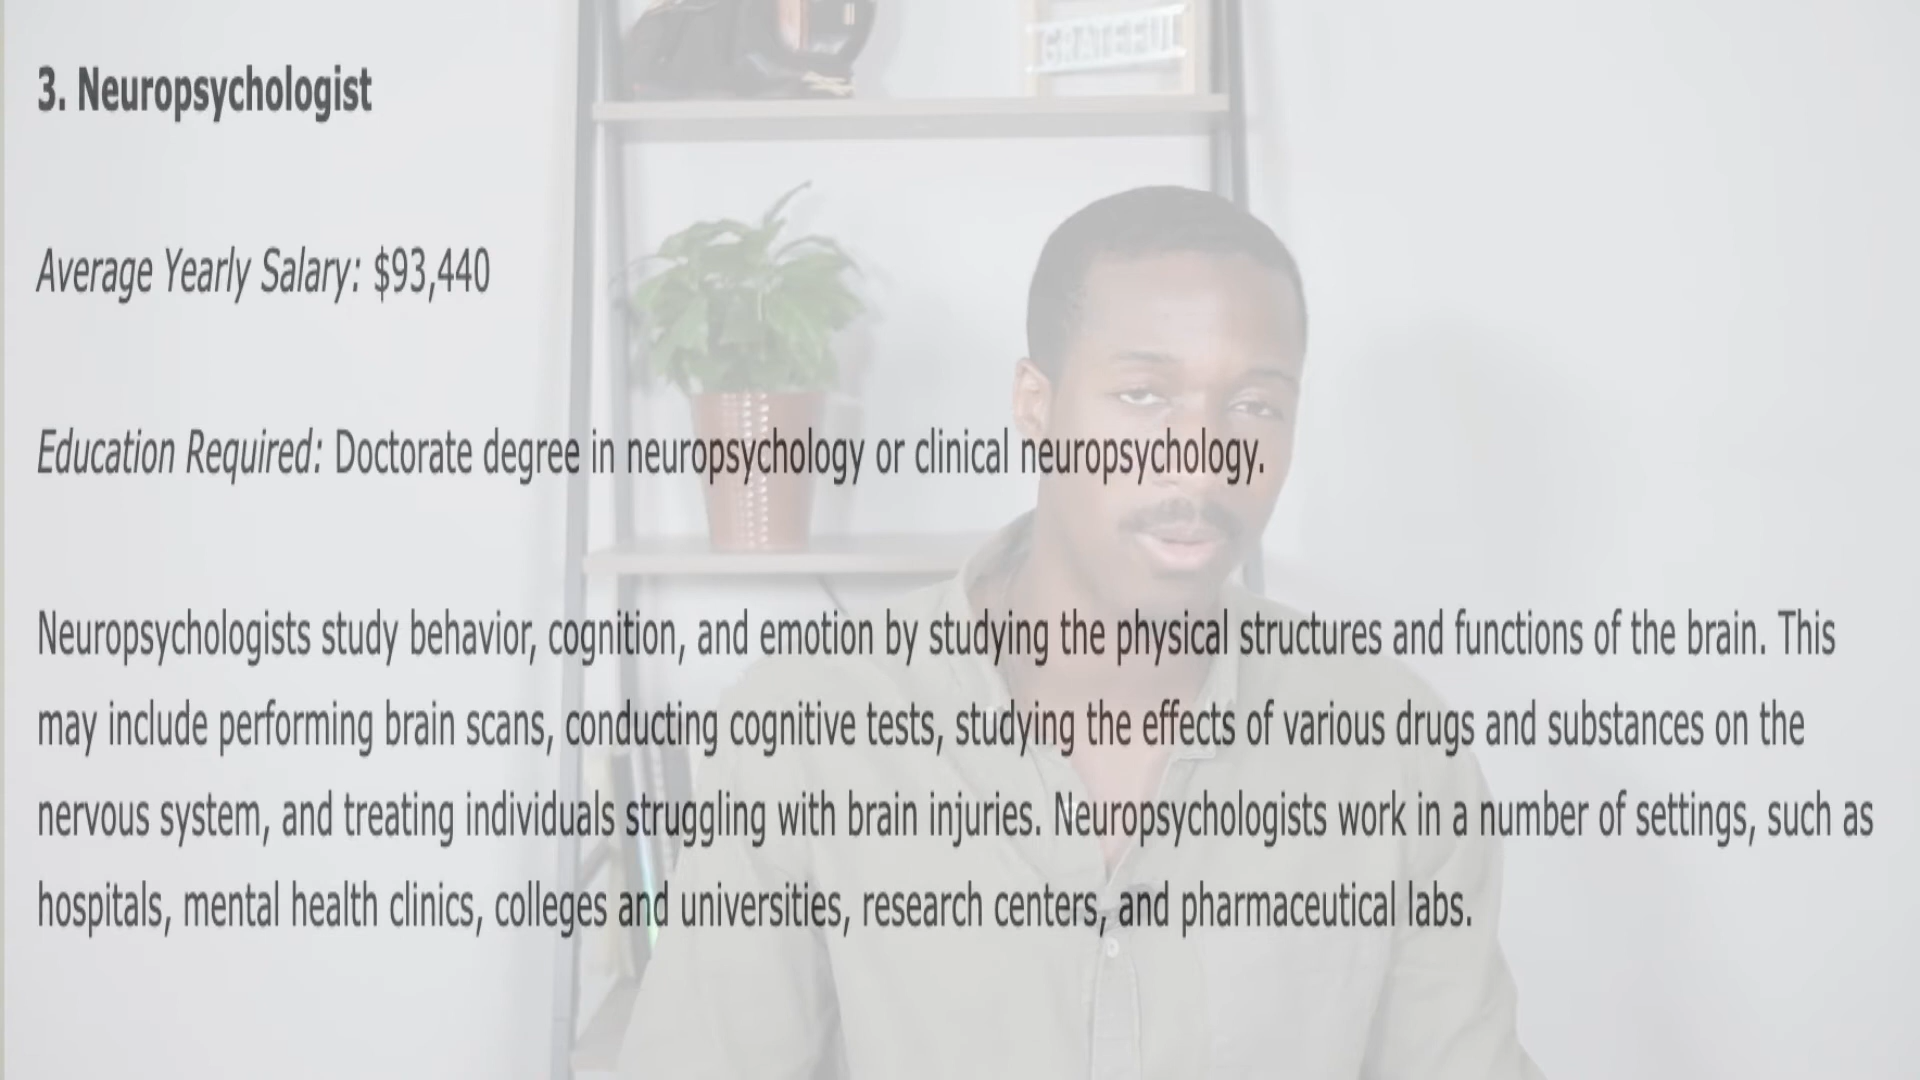 GRATEFUL
3. Neuropsychologist
Average Yearly Salary: $93,440
Education Required: Doctorate degree in neuropsychology or clinical neuropsychology.
Neuropsychologists study behavior, cognition, and emotion by studying the physical structures and functions of the brain. This
may include performing brain scans, conducting cognitive tests, studying the effects of various drugs and substances on the
nervous system, and treating individuals struggling with brain injuries. Neuropsychologists work in a number of settings, such as
hospitals, mental health clinics, colleges and universities, research centers, and pharmaceutical labs.